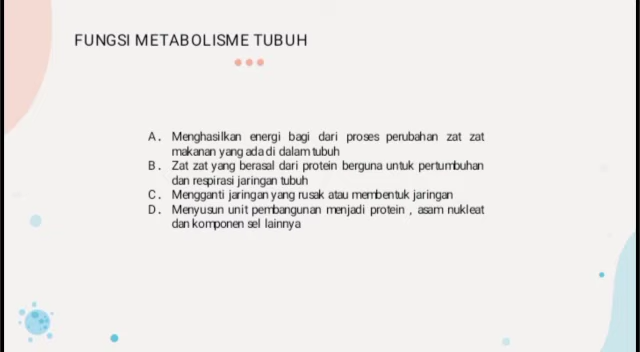 FUNGSI METABOLISME TUBUH
A. Menghasilkan energi bagi dari proses perubahan zat zat
makanan yang ada di dalam tubuh
B. Zat zat yang berasal dari protein berguna untuk pertumbuhan
dan respirasi jaringan tubuh
C. Mengganti jaringan yang rusak atau membentuk jaringan
D. Menyusun unit pembangunan menjadi protein , asam nukleat
dan komponen sel lainnya